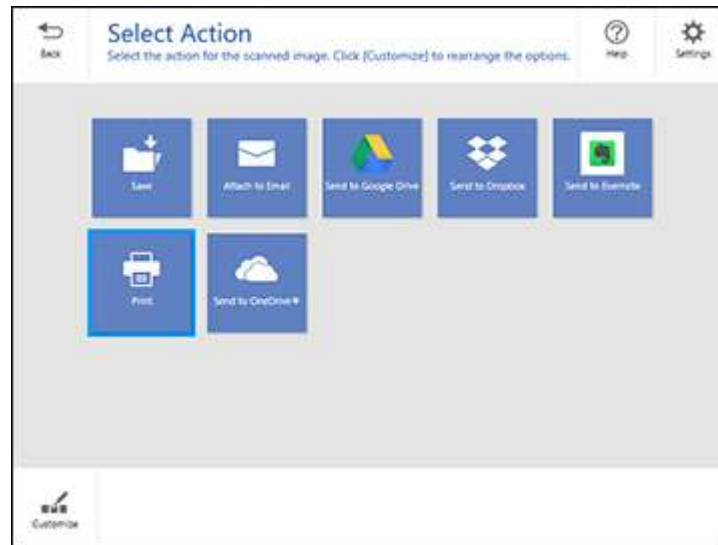 Select Action
Back
Select the action for the scanned image. Click [Customize] to rearrange the options.
Help
Settings
Save
Attach to Email
Send to Google Drive
Send to Dropbox
Send to Evernote
Print
Send to OneDrive
Customize